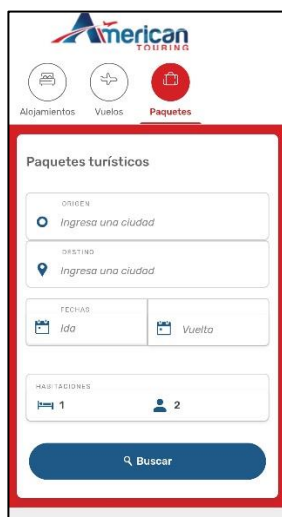 American
TOURING
Alojamientos Vuelos Paquetes
Paquetes turísticos
ORIGEN
Ingresa una ciudad
DESTINO
Ingresa una ciudad
FECHAS
Ida Vuelta
HABITACIONES
1 2
Buscar